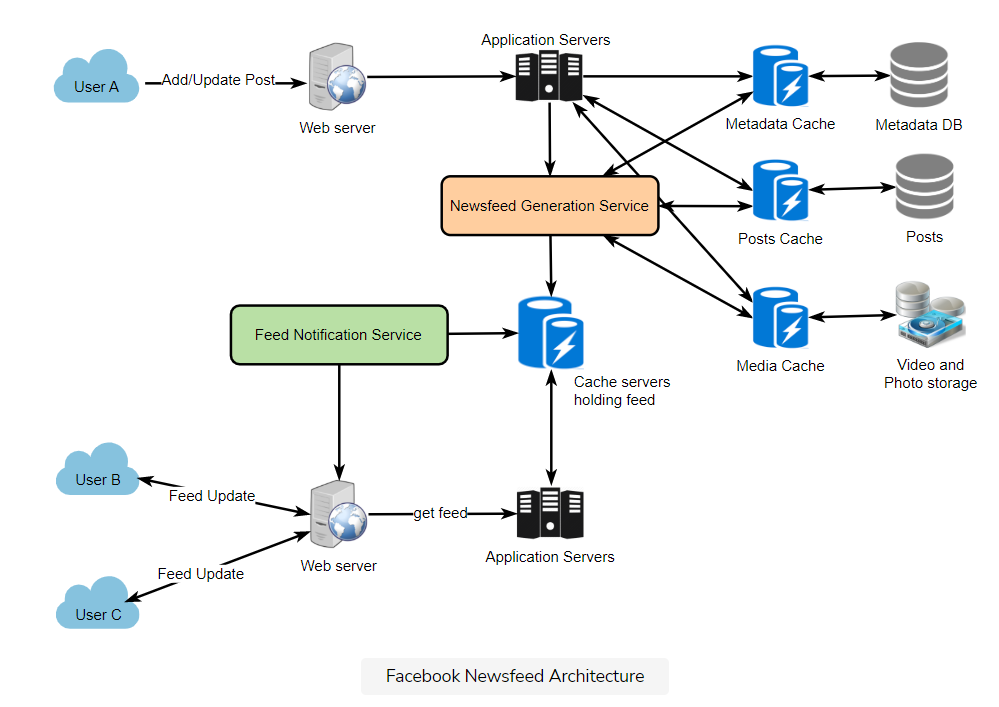 Application Servers
User A
Add/Update Post
Web server
Metadata Cache
Metadata DB
Newsfeed Generation Service
Posts Cache
Posts
Feed Notification Service
Media Cache
Video and
Photo storage
Cache servers
holding feed
User B
Feed Update
get feed
Web server
Application Servers
Feed Update
User C
Facebook Newsfeed Architecture